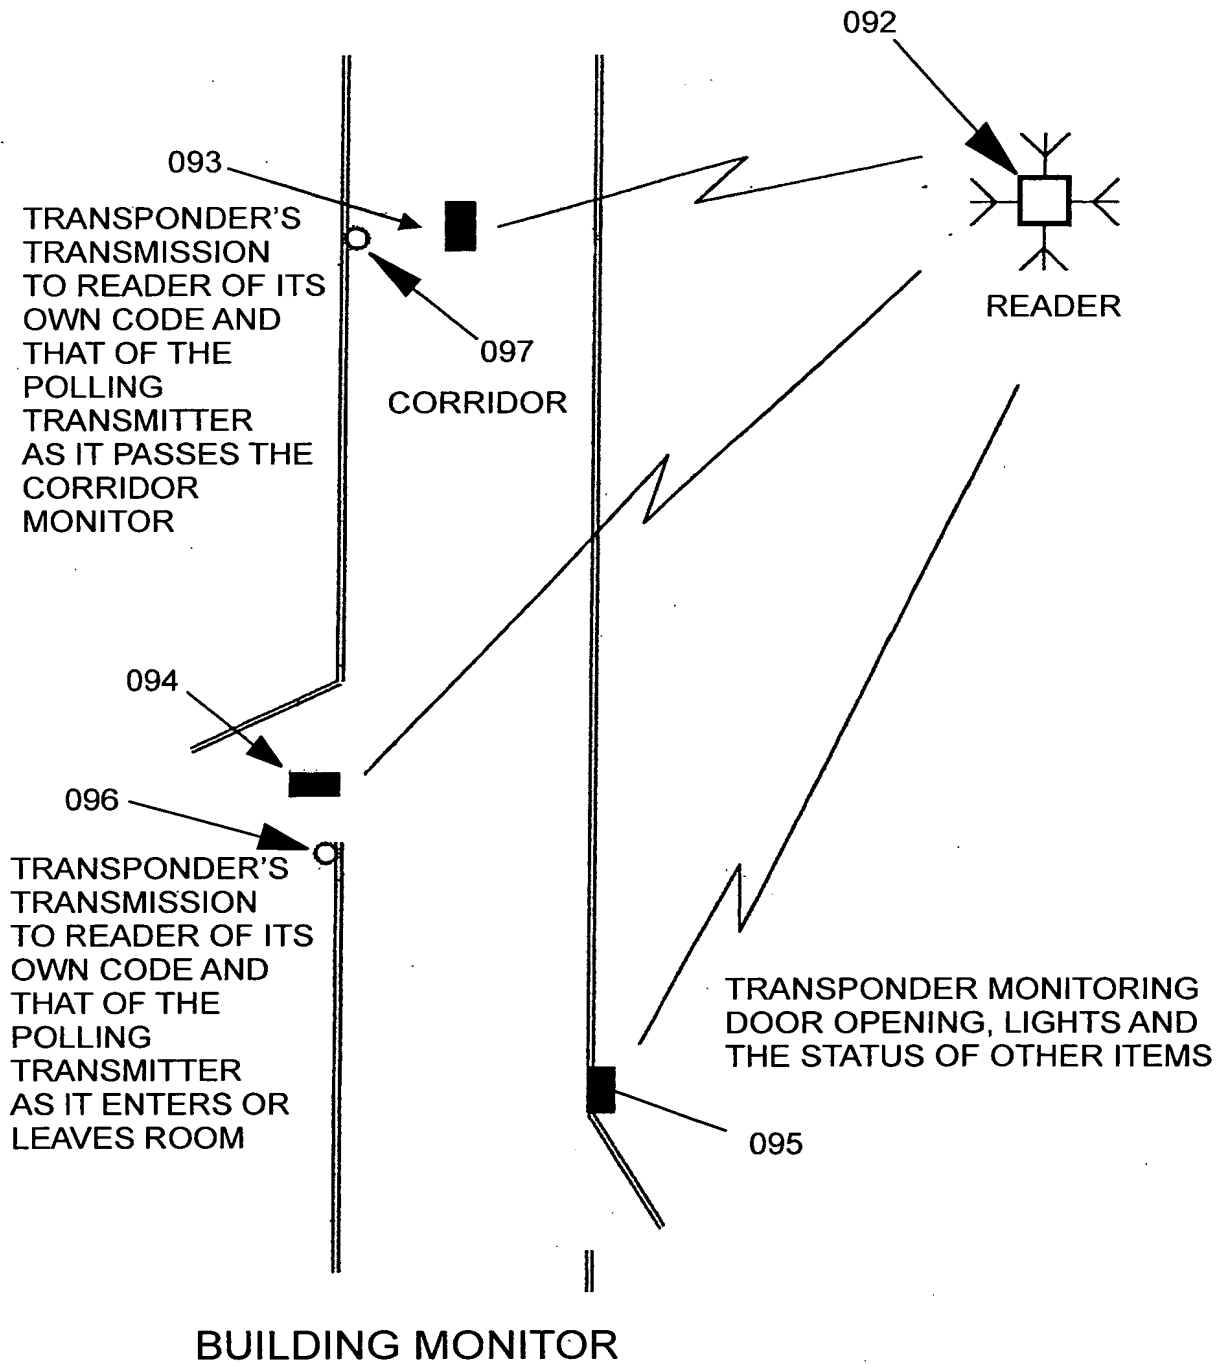 092
093
TRANSPONDER'S
TRANSMISSION
TO READER OF ITS
OWN CODE AND
THAT OF THE
POLLING
TRANSMITTER
AS IT PASSES THE
CORRIDOR
MONITOR
READER
097
CORRIDOR
094
096
TRANSPONDER'S
TRANSMISSION
TO READER OF ITS
OWN CODE AND
THAT OF THE
POLLING
TRANSMITTER
AS IT ENTERS OR
LEAVES ROOM
TRANSPONDER MONITORING
DOOR OPENING, LIGHTS AND
THE STATUS OF OTHER ITEMS
095
BUILDING MONITOR